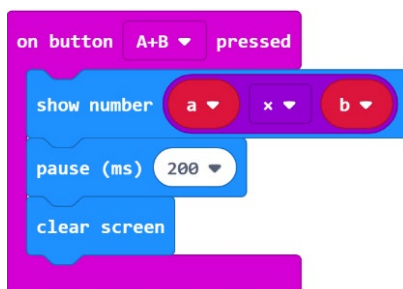 on button A+B pressed
show number a × b
pause (ms) 200
clear screen